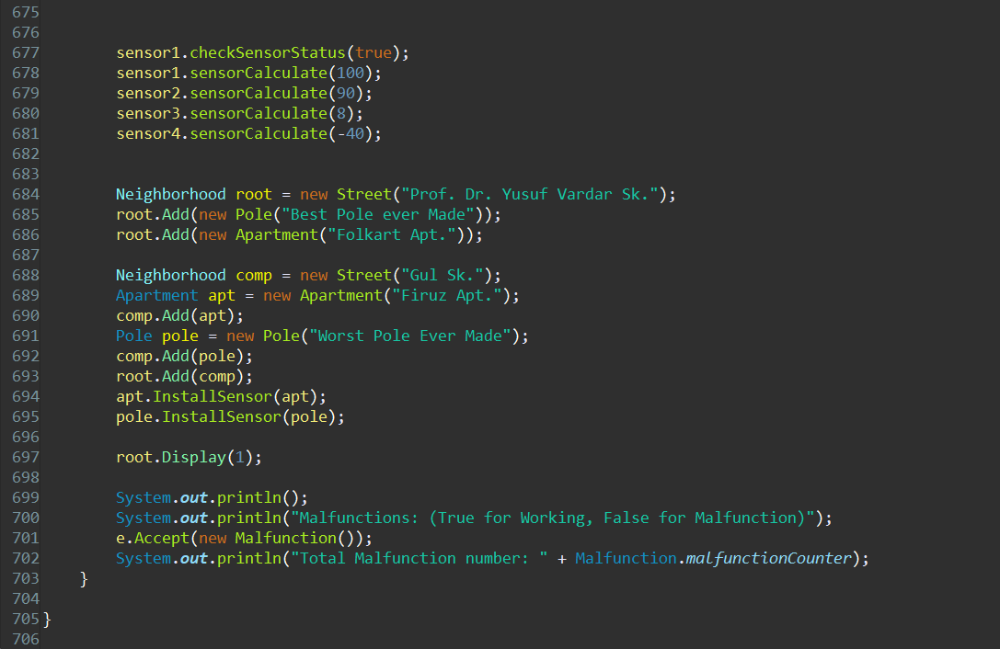 675
676
677 sensor1.checkSensorStatus(true);
678 sensor1.sensorCalculate(100);
679 sensor2.sensorCalculate(90);
680 sensor3.sensorCalculate(8);
681 sensor4.sensorCalculate(-40);
682
683
684 Neighborhood root = new Street("Prof. Dr. Yusuf Vardar Sk.");
685 root.Add(new Pole("Best Pole ever Made"));
686 root.Add(new Apartment("Folkart Apt."));
687
688 Neighborhood comp = new Street("Gul Sk.");
689 Apartment apt = new Apartment("Firuz Apt.");
690 comp.Add(apt);
691 Pole pole = new Pole("Worst Pole Ever Made");
692 comp.Add(pole);
693 root.Add(comp);
694 apt.InstallSensor(apt);
695 pole.InstallSensor(pole);
696
697 root.Display(1);
698
699 System.out.println();
700 System.out.println("Malfunctions: (True for Working, False for Malfunction)");
701 e.Accept(new Malfunction());
702 System.out.println("Total Malfunction number: " + Malfunction.malfunctionCounter);
703 }
704
705 }
706